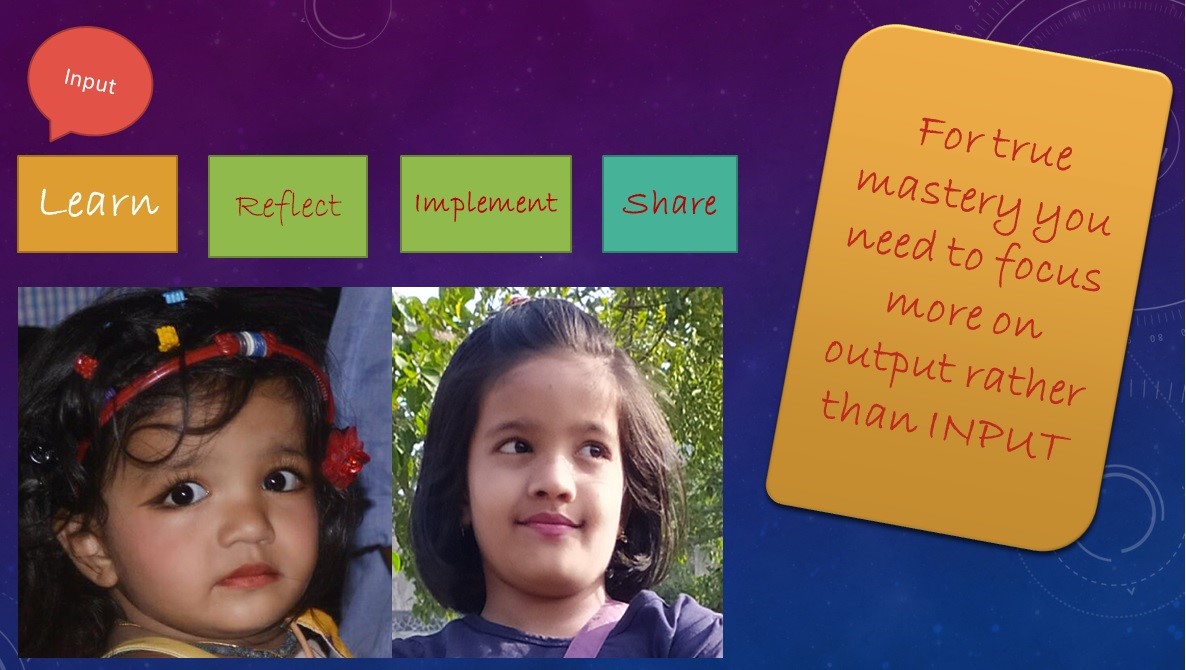 Input
Learn
Reflect
Implement
Share
For true
mastery you
need to focus
more on
output rather
than INPUT